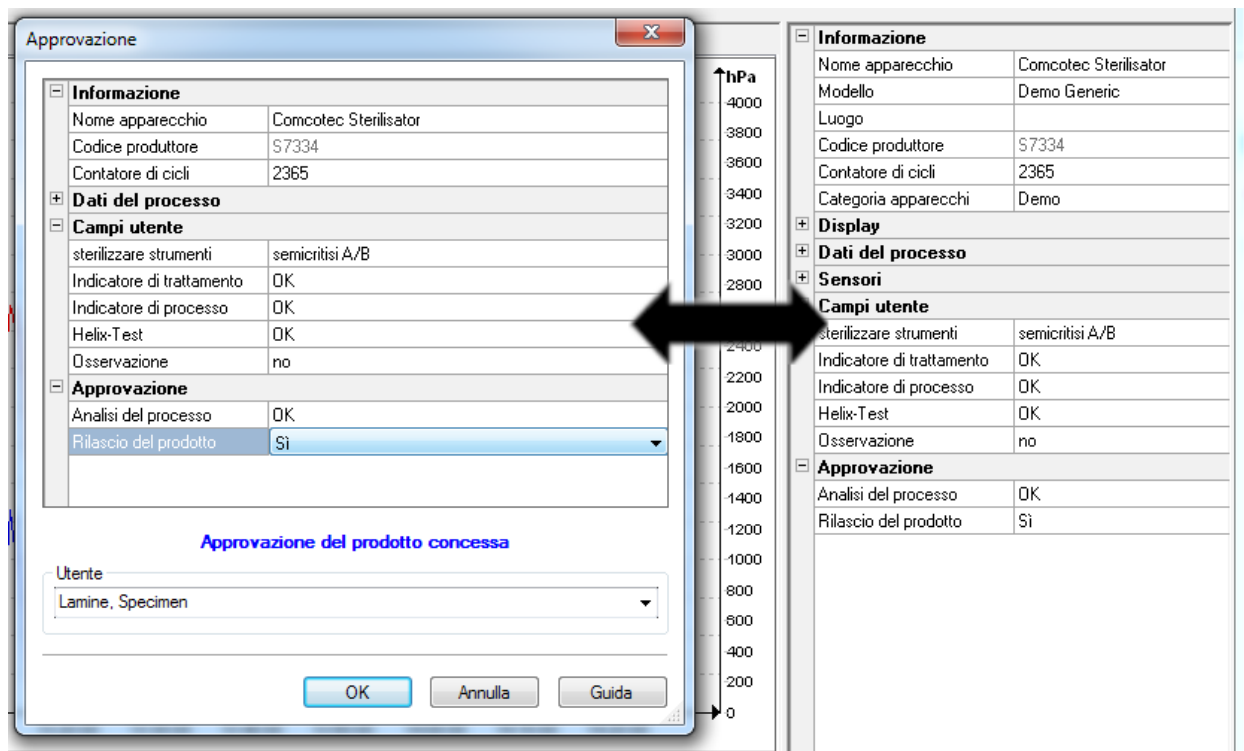 Approvazione
Informazione
Nome apparecchio Comcotec Sterilisator
Codice produttore S7334
Contatore di cicli 2365
Dati del processo
Campi utente
sterilizzare strumenti semicritisi A/B
Indicatore di trattamento OK
Indicatore di processo OK
Helix-Test OK
Osservazione no
Approvazione
Analisi del processo OK
Rilascio del prodotto Sì
Approvazione del prodotto concessa
Utente
Lamine, Specimen
OK Annulla Guida
hPa
4000
3800
3600
3400
3200
3000
2800
2400
2200
2000
1800
1600
1400
1200
1000
800
600
400
200
0
Informazione
Nome apparecchio Comcotec Sterilisator
Modello Demo Generic
Luogo
Codice produttore S7334
Contatore di cicli 2365
Categoria apparecchi Demo
Display
Dati del processo
Sensori
Campi utente
sterilizzare strumenti semicritisi A/B
Indicatore di trattamento OK
Indicatore di processo OK
Helix-Test OK
Osservazione no
Approvazione
Analisi del processo OK
Rilascio del prodotto Sì